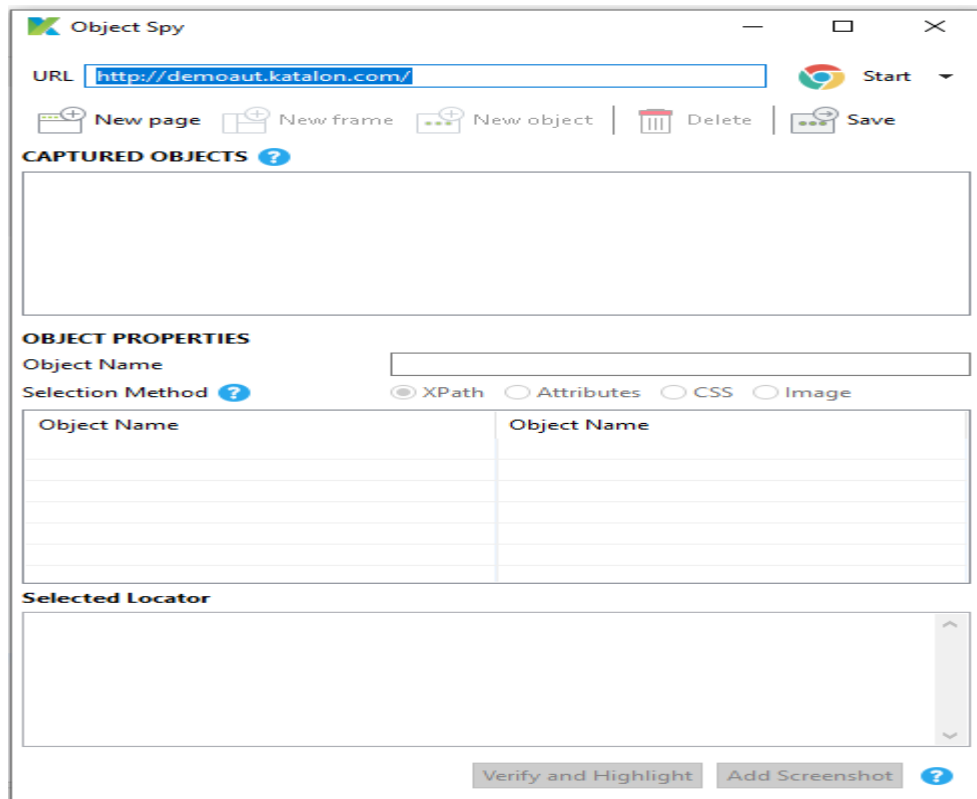 Object Spy
URL http://demoaut.katalon.com/ Start
New page New frame New object Delete Save
CAPTURED OBJECTS ?
OBJECT PROPERTIES
Object Name
Selection Method ? XPath Attributes CSS Image
Object Name Object Name
Selected Locator
Verify and Highlight Add Screenshot ?